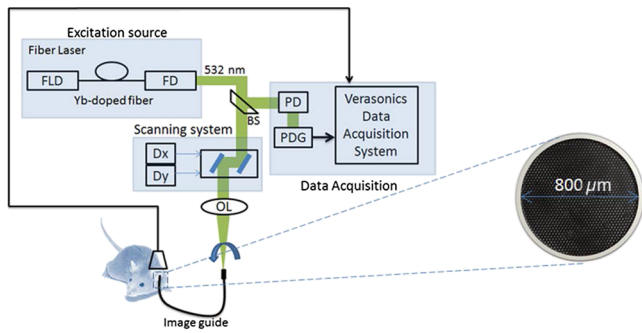 Excitation source
Fiber Laser
FLD
FD
Yb-doped fiber
532 nm
BS
PD
PDG
Verasonics
Data
Acquisition
System
Data Acquisition
Scanning system
Dx
Dy
OL
Image guide
800 µm